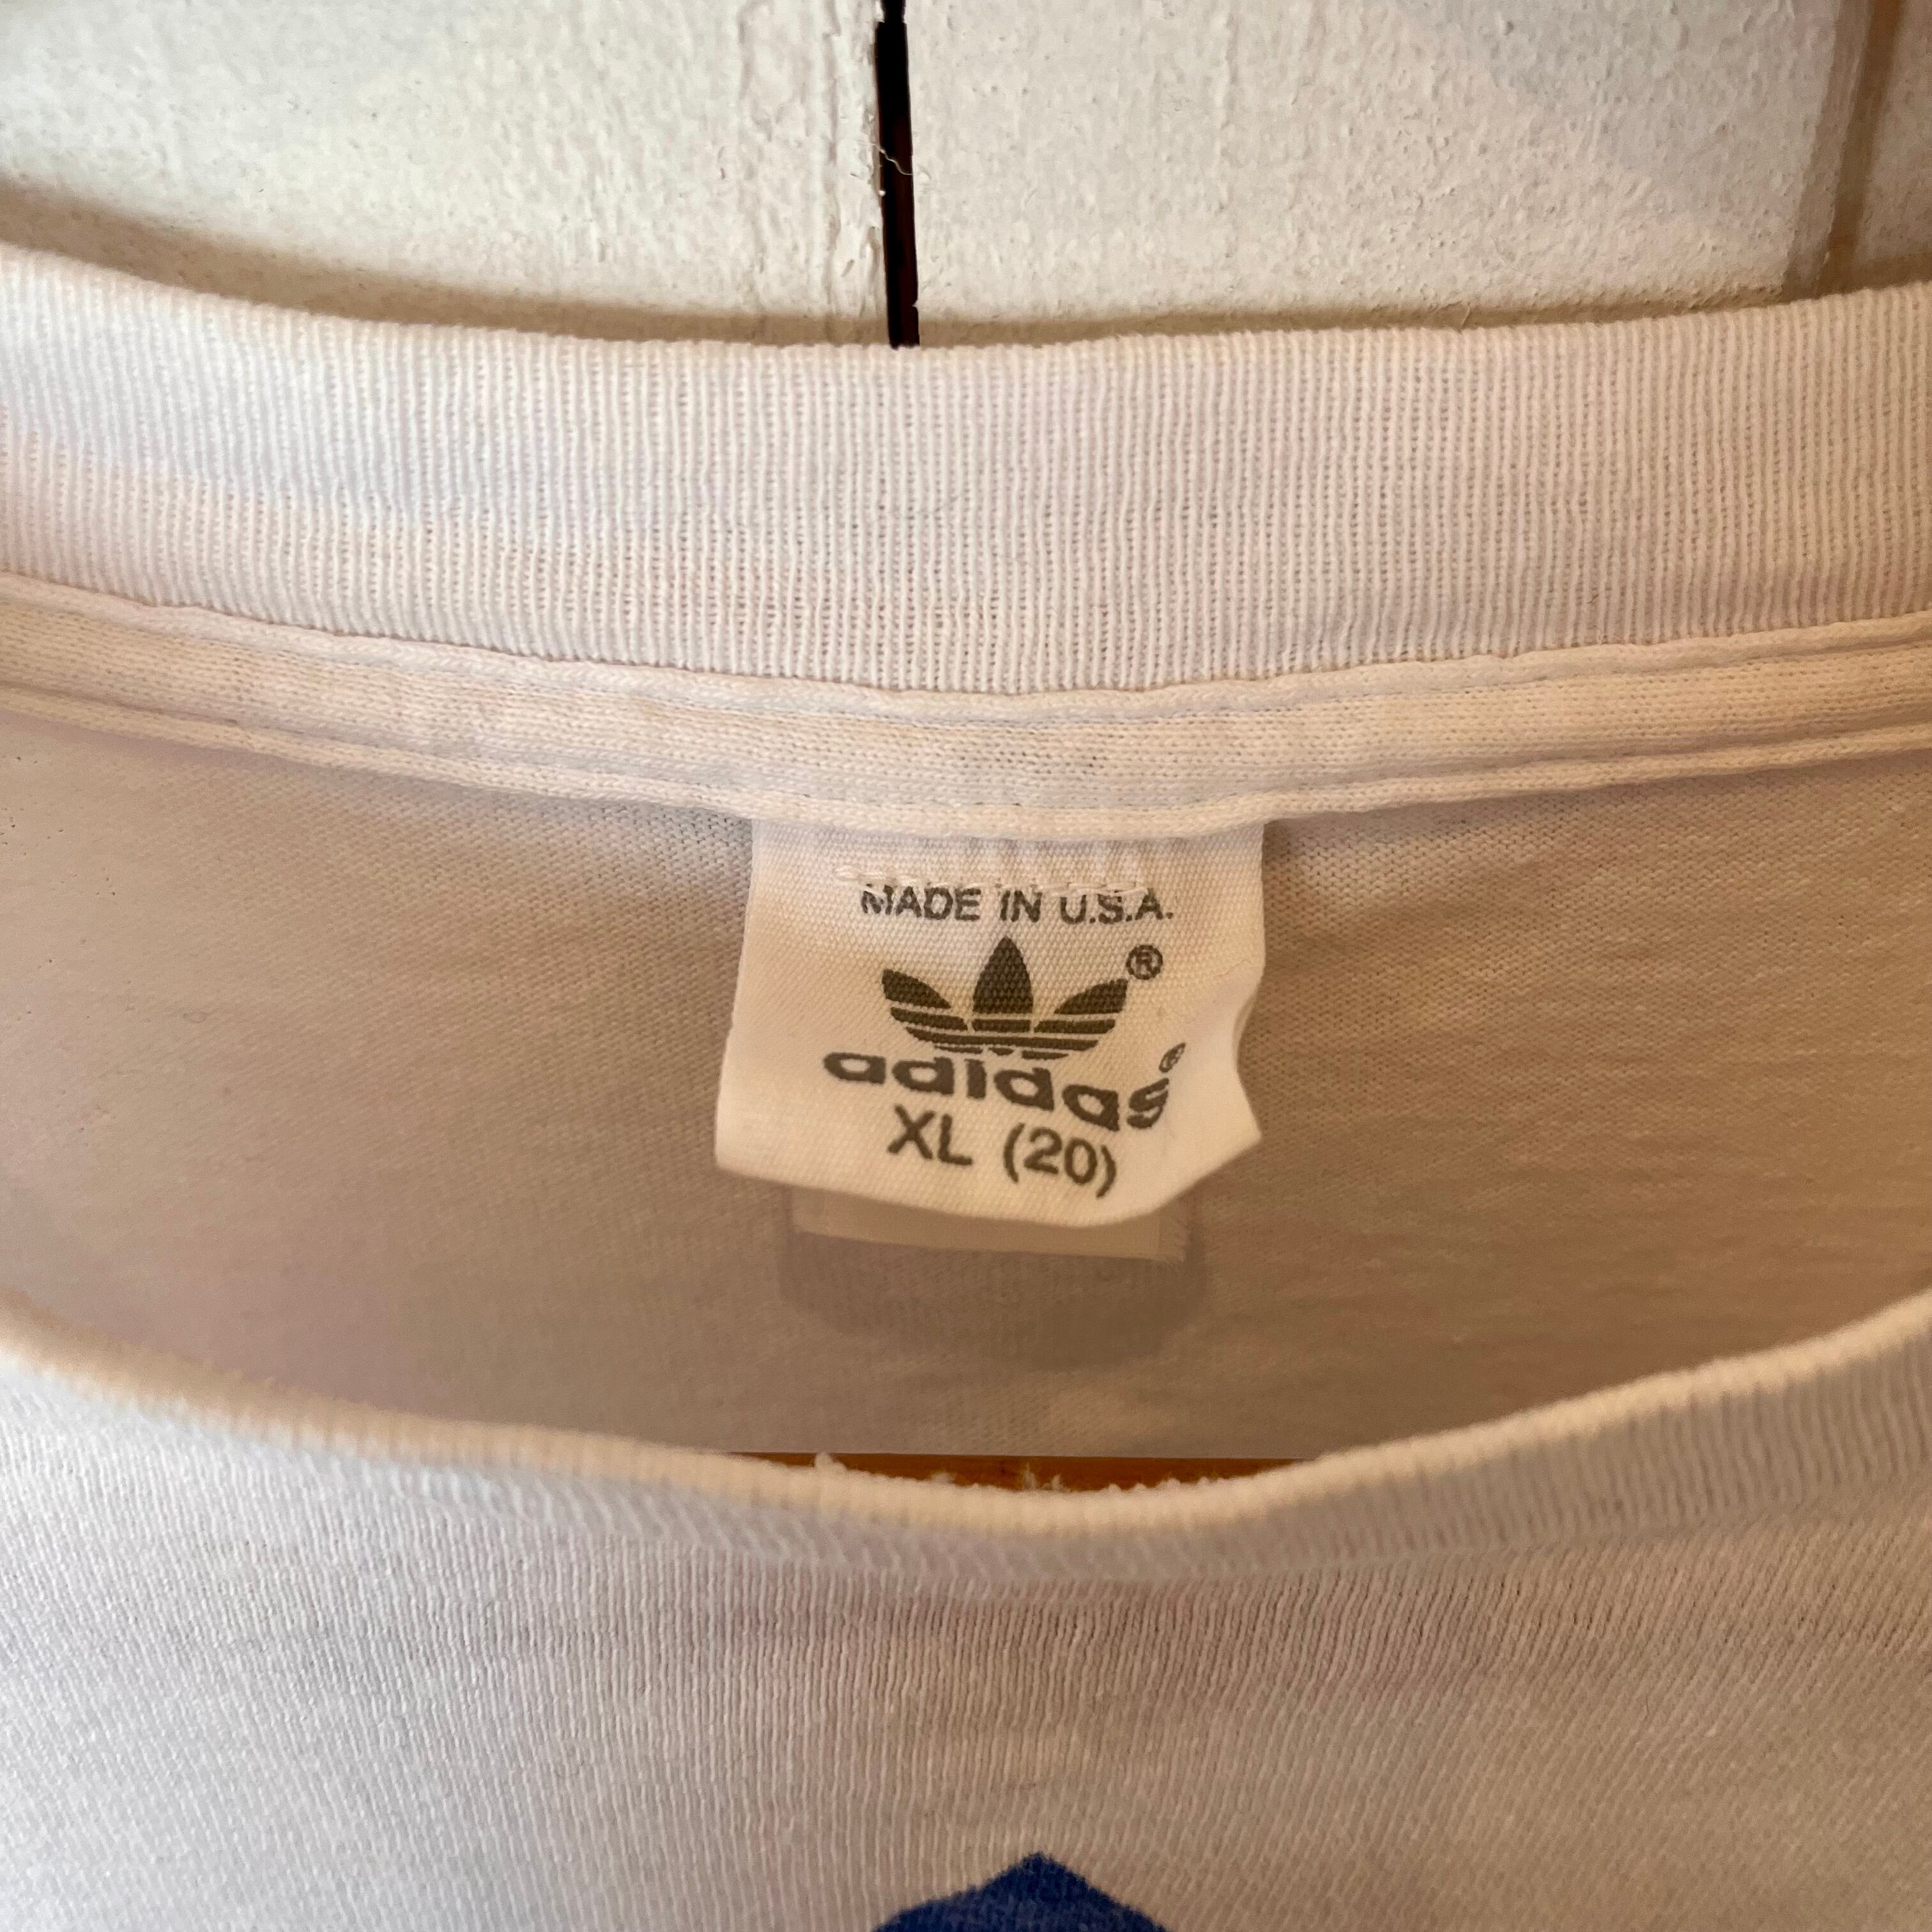 MADE IN U.S.A.
®
adidas®
XL (20)